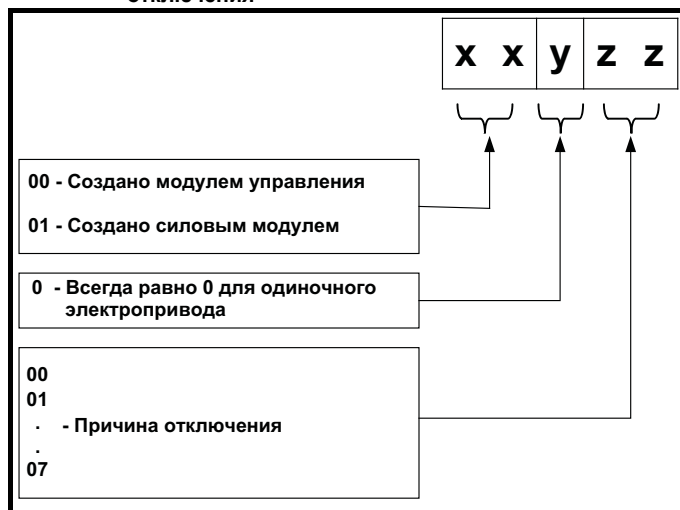 отключения
x x y z z
00 - Создано модулем управления
01 - Создано силовым модулем
0 - Всегда равно 0 для одиночного
электропривода
00
01
. - Причина отключения
.
07